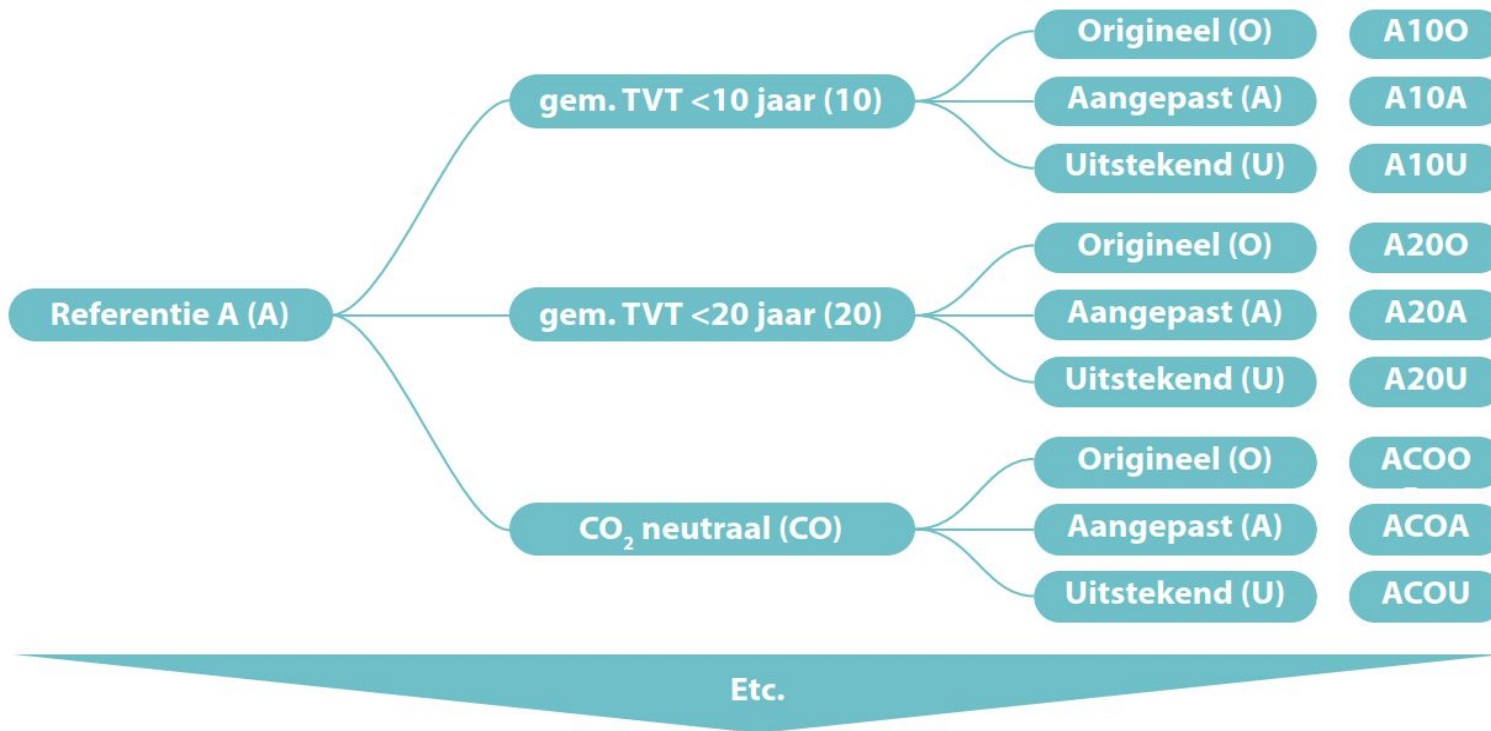 Origineel (O) A10O
gem. TVT <10 jaar (10) Aangepast (A) A10A
Uitstekend (U) A10U
Origineel (O) A20O
Referentie A (A) gem. TVT <20 jaar (20) Aangepast (A) A20A
Uitstekend (U) A20U
Origineel (O) ACOO
CO₂ neutraal (CO) Aangepast (A) ACOA
Uitstekend (U) ACOU
Etc.